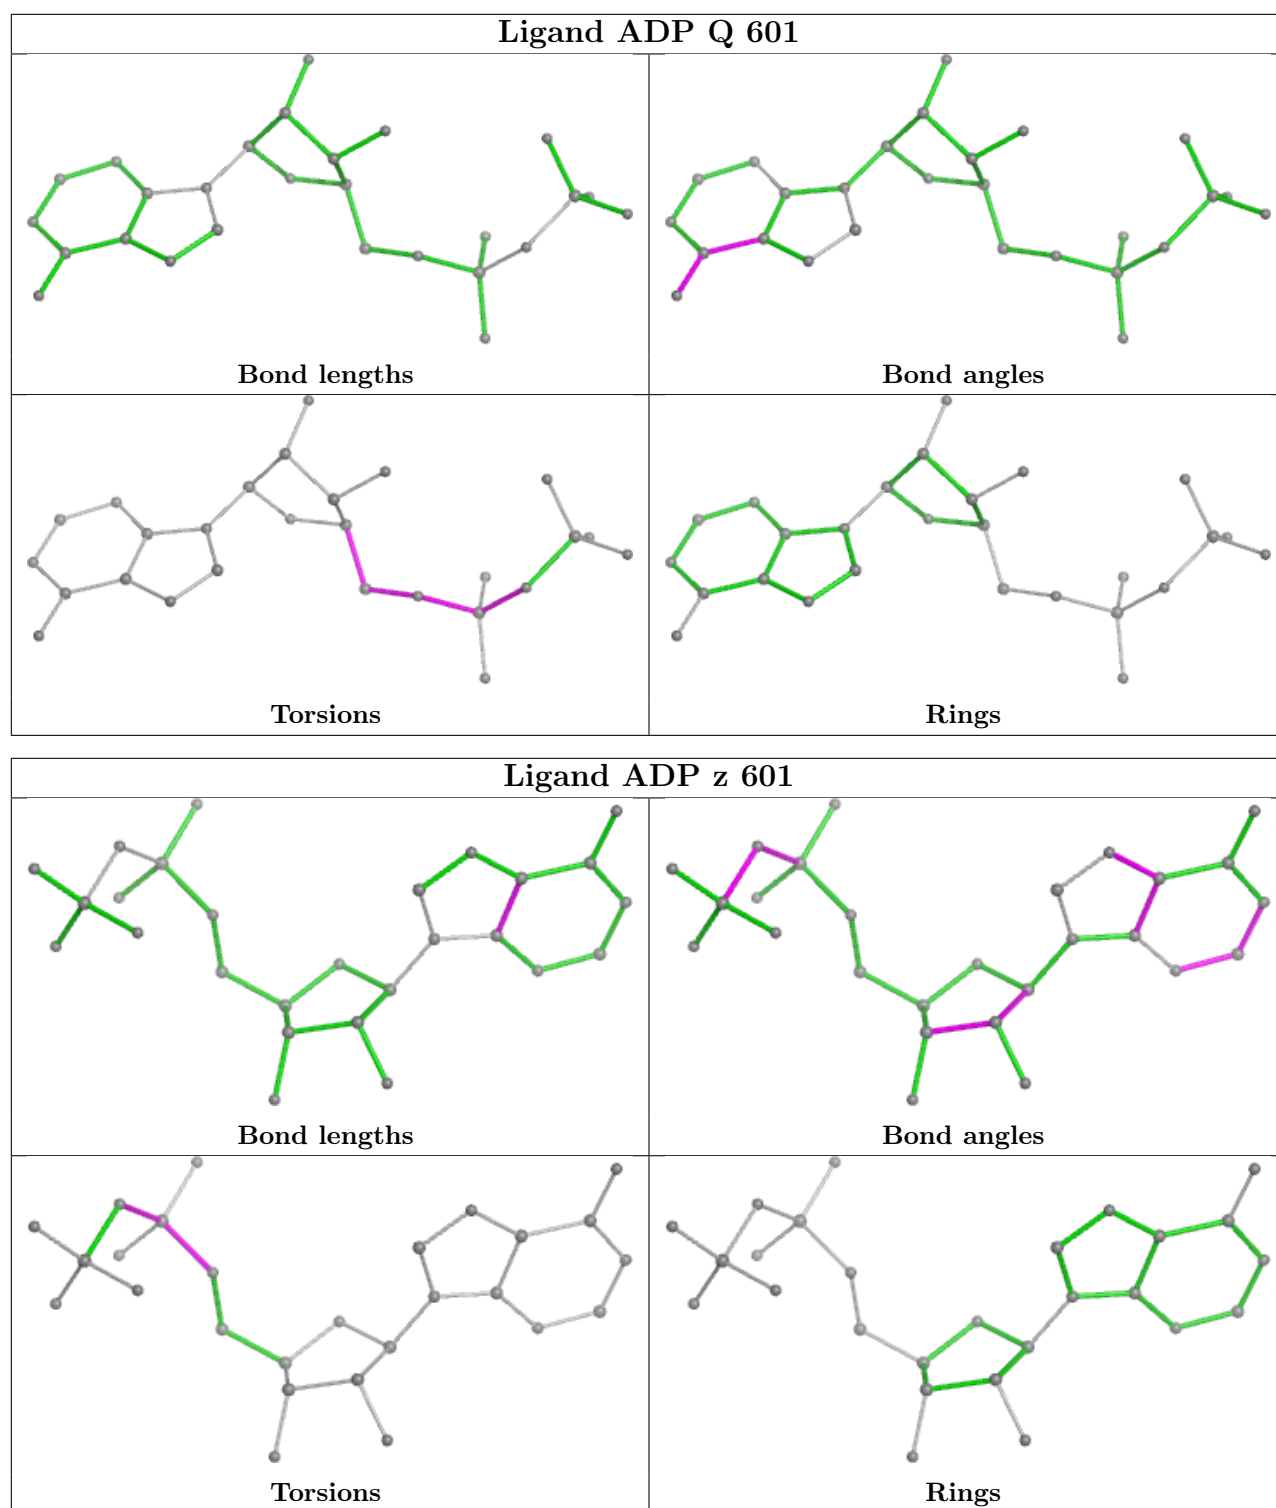 Ligand ADP Q 601
Bond lengths
Bond angles
Torsions
Rings
Ligand ADP z 601
Bond lengths
Bond angles
Torsions
Rings